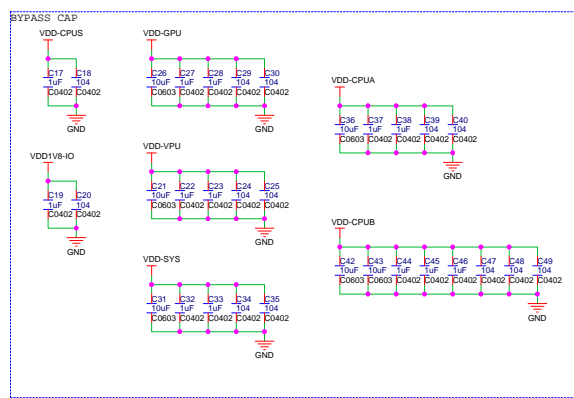 BYPASS CAP
VDD-CPUS
C17 C18
1uF 104
C0402 C0402
GND
VDD-GPU
C26 C27 C28 C29 C30
10uF 1uF 1uF 104 104
C0603 C0402 C0402 C0402 C0402
GND
VDD-CPUA
C36 C37 C38 C39 C40
10uF 1uF 1uF 104 104
C0603 C0402 C0402 C0402 C0402
GND
VDD1V8-IO
C19 C20
1uF 104
C0402 C0402
GND
VDD-VPU
C21 C22 C23 C24 C25
10uF 1uF 1uF 104 104
C0603 C0402 C0402 C0402 C0402
GND
VDD-CPUB
C42 C43 C44 C45 C46 C47 C48 C49
10uF 10uF 1uF 1uF 1uF 104 104 104
C0603 C0603 C0402 C0402 C0402 C0402 C0402 C0402
GND
VDD-SYS
C31 C32 C33 C34 C35
10uF 1uF 1uF 104 104
C0603 C0402 C0402 C0402 C0402
GND